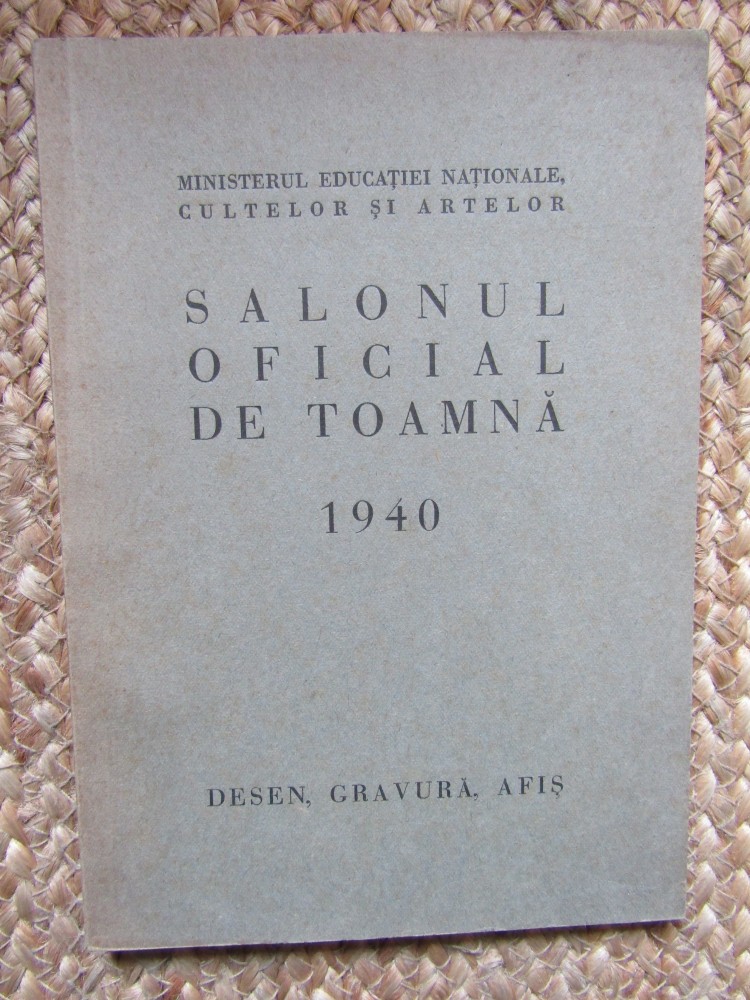 MINISTERUL EDUCAȚIEI NAȚIONALE,
CULTELOR ȘI ARTELOR
SALONUL
OFICIAL
DE TOAMNĂ
1940
DESEN, GRAVURĂ, AFIȘ